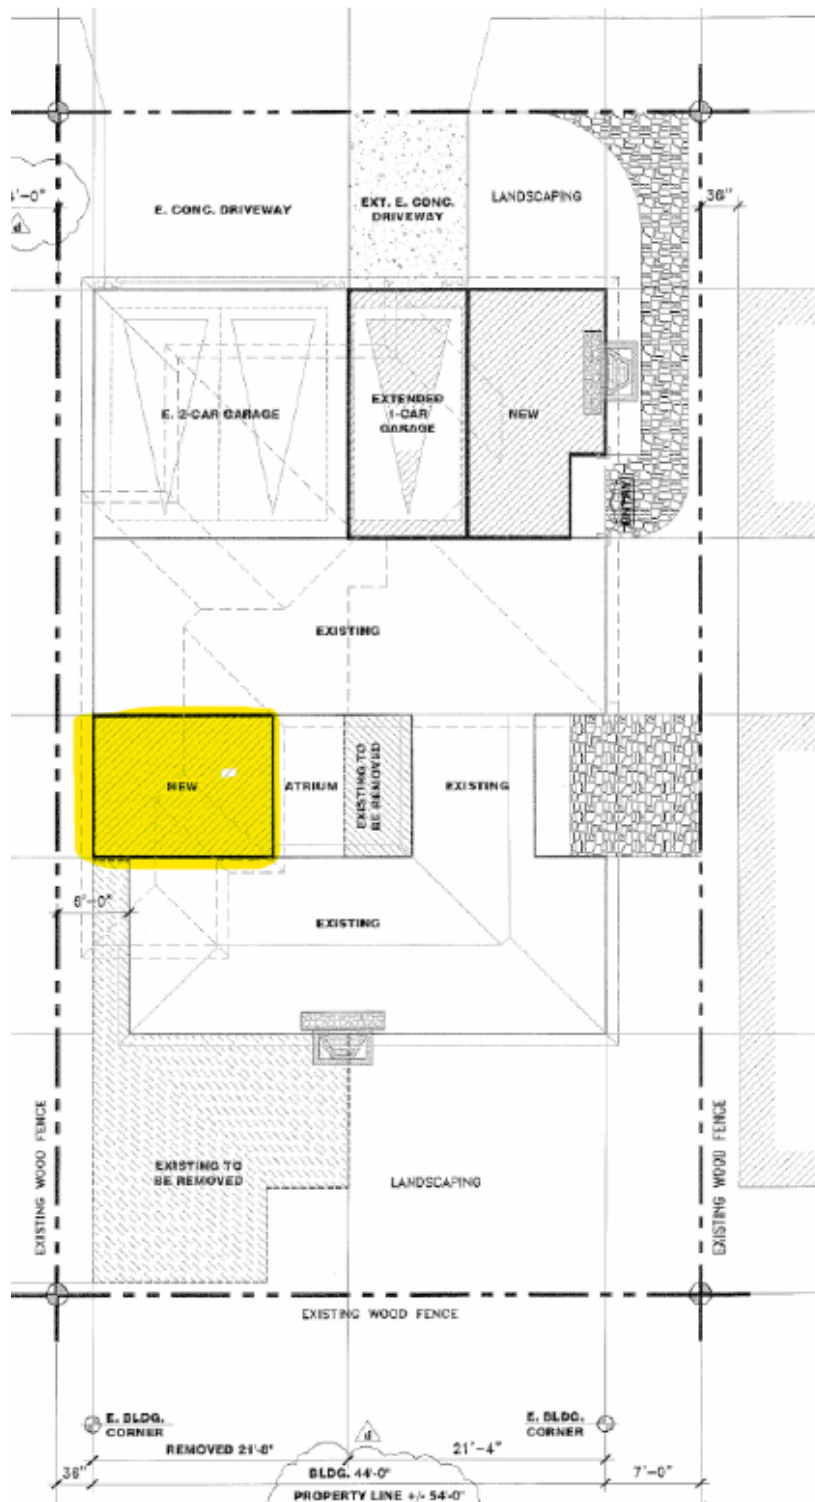 '-0"
d
E. CONC. DRIVEWAY
EXT. E. CONC.
DRIVEWAY
LANDSCAPING
36"
E. 2-CAR GARAGE
EXTENDED
1-CAR
GARAGE
NEW
ENTRY
EXISTING
NEW
ATRIUM
EXISTING TO
BE REMOVED
EXISTING
6'-0"
EXISTING
EXISTING TO
BE REMOVED
LANDSCAPING
EXISTING WOOD FENCE
EXISTING WOOD FENCE
EXISTING WOOD FENCE
E. BLDG.
CORNER
E. BLDG.
CORNER
d
REMOVED 21'-8"
21'-4"
36"
BLDG. 44'-0"
7'-0"
PROPERTY LINE +/- 54'-0"